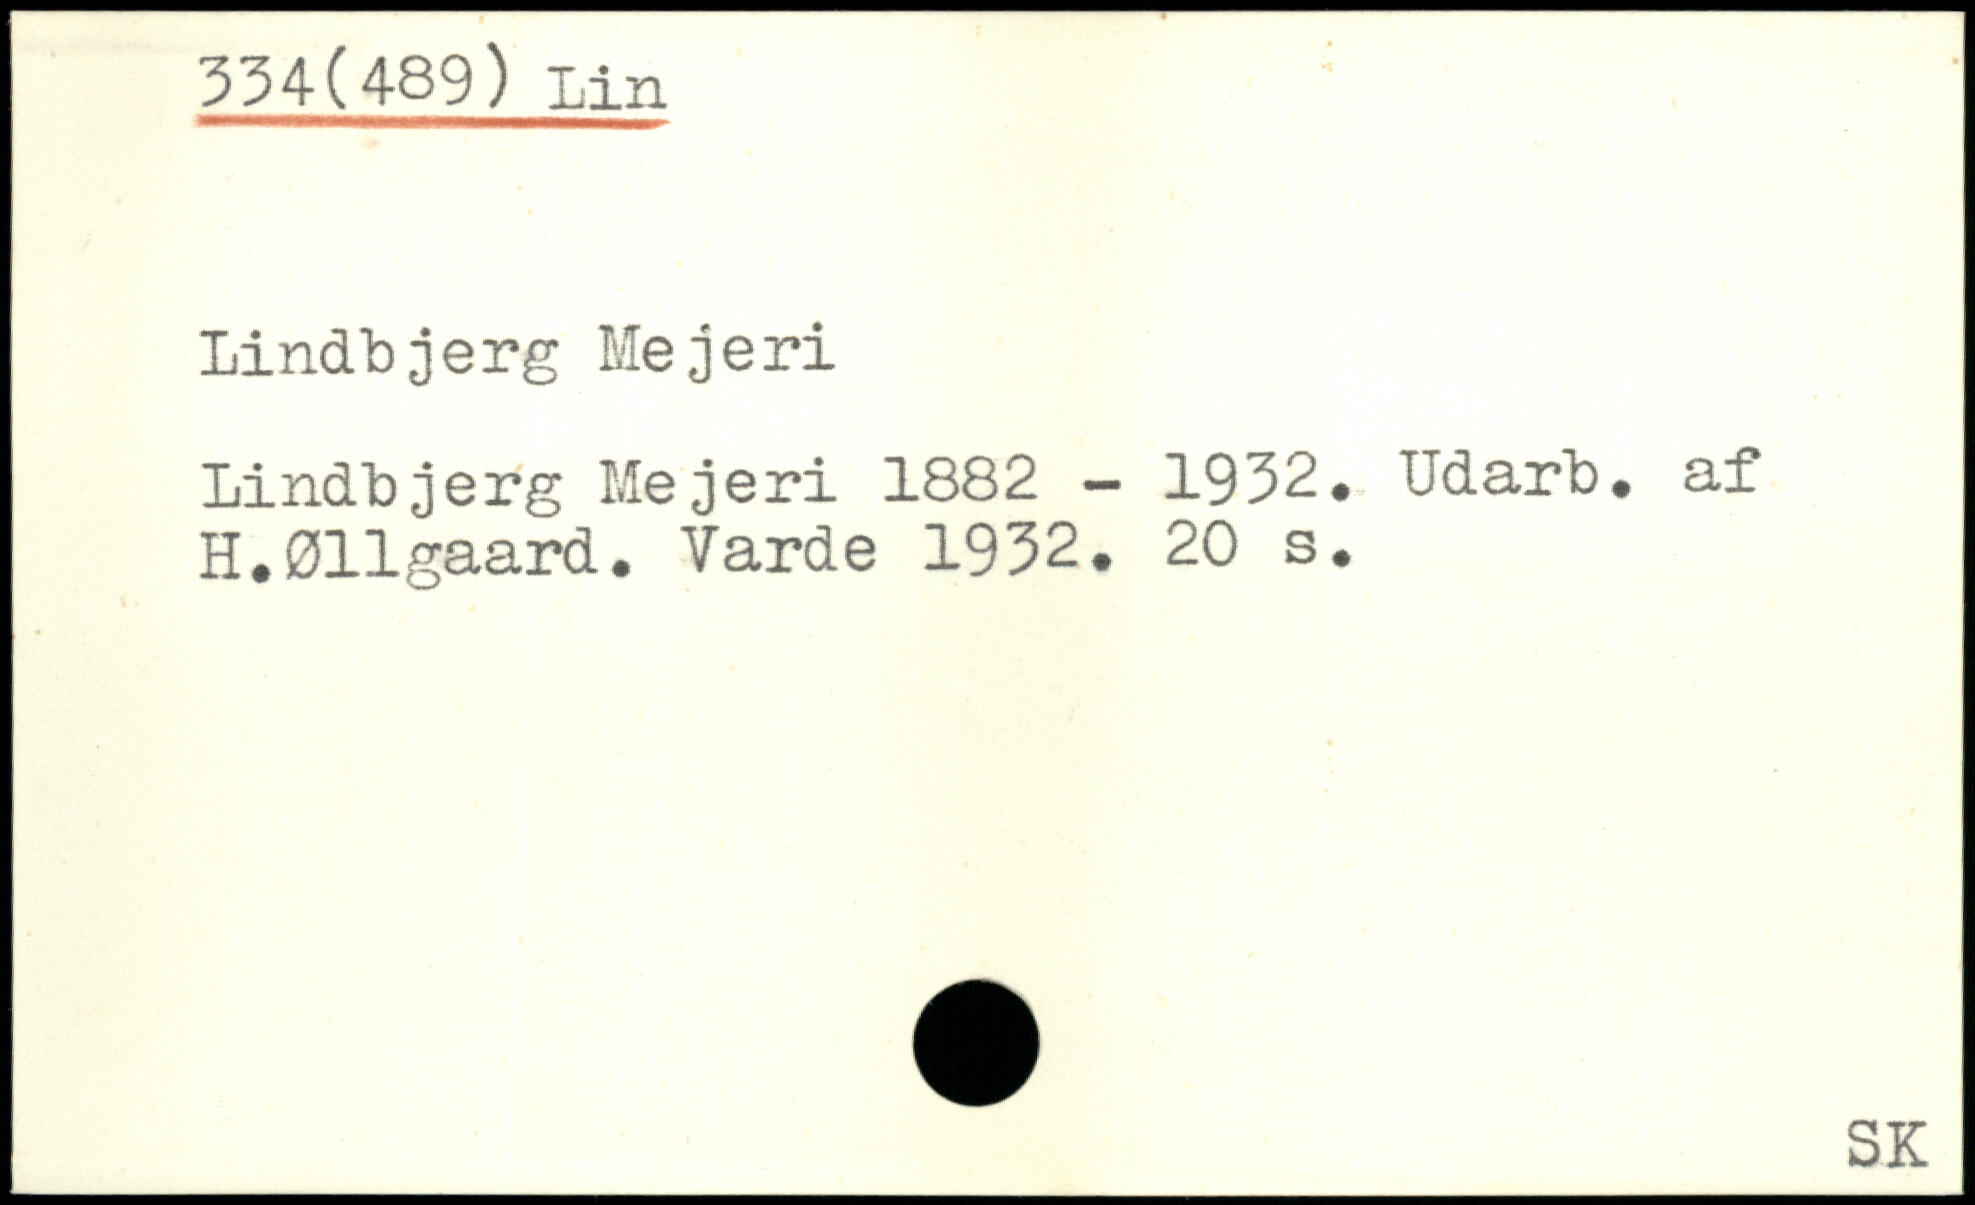 334(489) Lin
Lindbjerg Mejeri
Lindbjerg Mejeri 1882 - 1932. Udarb. af
H.Øllgaard. Varde 1932. 20 s.
SK